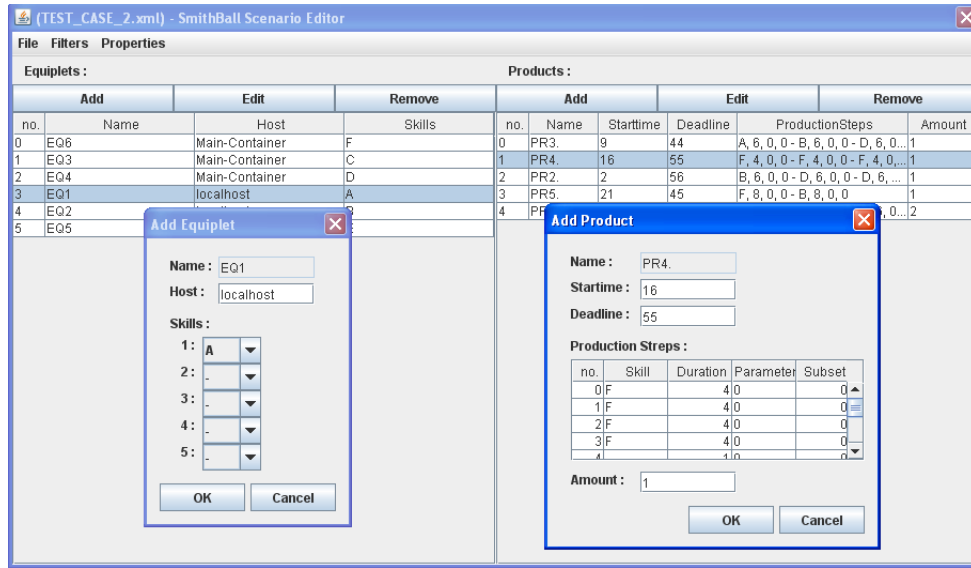 (TEST_CASE_2.xml) - SmithBall Scenario Editor
File Filters Properties
Equiplets : Products :
Add Edit Remove Add Edit Remove
no. Name Host Skills no. Name Starttime Deadline ProductionSteps Amount
0 EQ6 Main-Container F 0 PR3. 9 44 A, 6, 0, 0 - B, 6, 0, 0 - D, 6, 0... 1
1 EQ3 Main-Container C 1 PR4. 16 55 F, 4, 0, 0 - F, 4, 0, 0 - F, 4, 0,... 1
2 EQ4 Main-Container D 2 PR2. 2 56 B, 6, 0, 0 - D, 6, 0, 0 - D, 6, ... 1
3 EQ1 localhost A 3 PR5. 21 45 F, 8, 0, 0 - B, 8, 0, 0 1
4 EQ2 4 , 0... 2
5 EQ5
Add Equiplet
Name : EQ1
Host : localhost
Skills :
1 : A
2 : -
3 : -
4 : -
5 : -
OK Cancel
Add Product
Name : PR4.
Startime : 16
Deadline : 55
Production Streps :
no. Skill Duration Parameter Subset
0 F 4 0 0
1 F 4 0 0
2 F 4 0 0
3 F 4 0 0
Amount : 1
OK Cancel